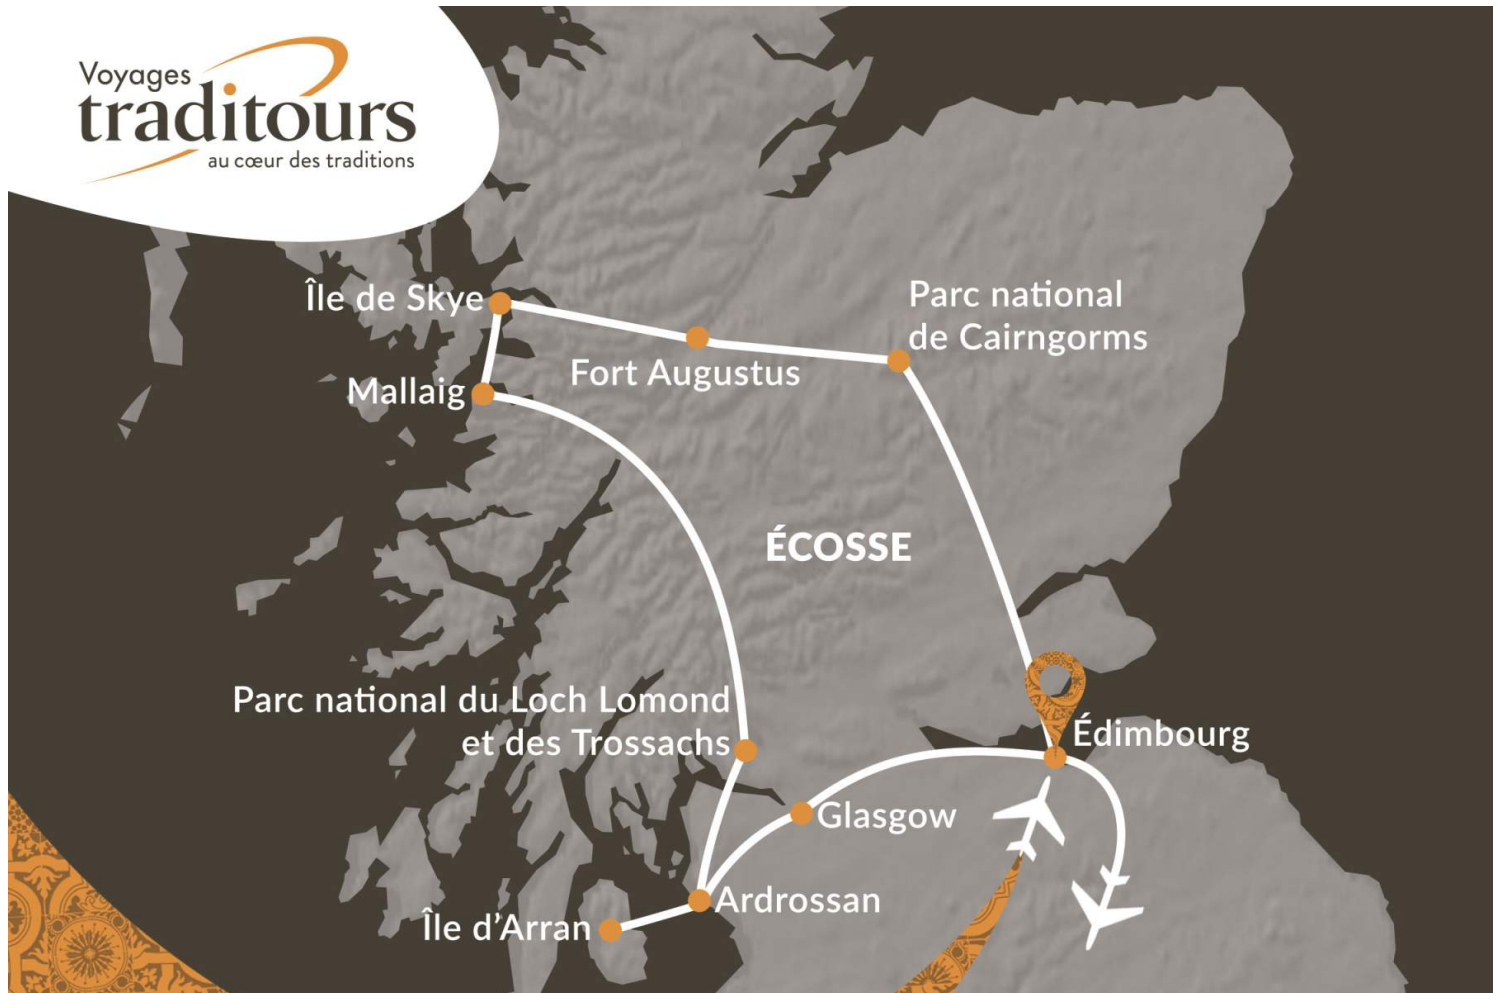 Voyages
traditours
au cœur des traditions
Île de Skye
Parc national
de Cairngorms
Fort Augustus
Mallaig
ÉCOSSE
Parc national du Loch Lomond
et des Trossachs
Édimbourg
Glasgow
Ardrossan
Île d'Arran